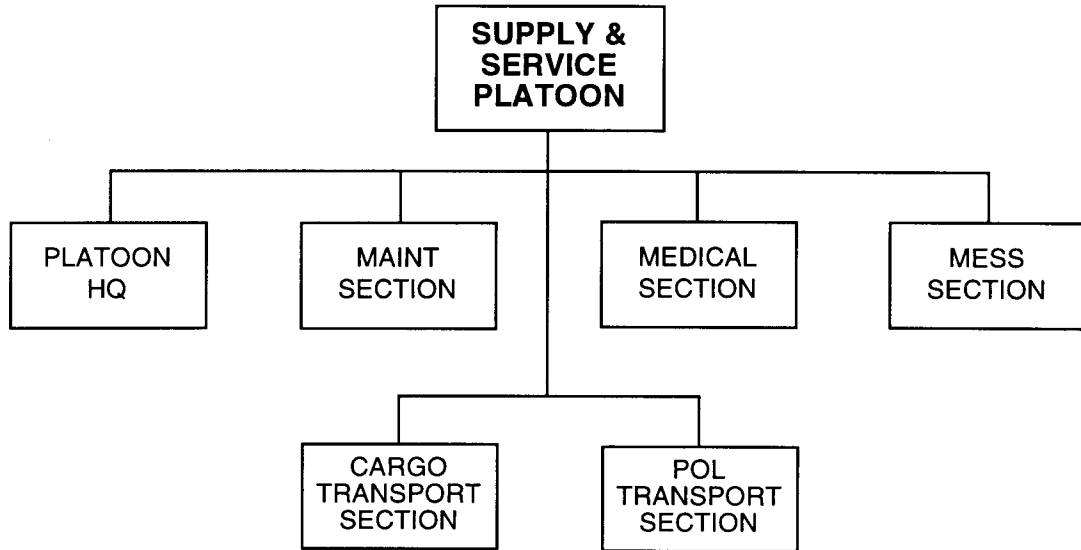 SUPPLY &
SERVICE
PLATOON
PLATOON
HQ
MAINT
SECTION
MEDICAL
SECTION
MESS
SECTION
CARGO
TRANSPORT
SECTION
POL
TRANSPORT
SECTION